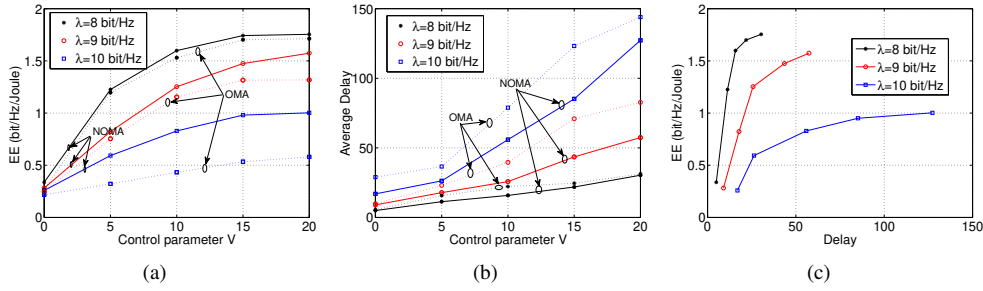 EE (bit/Hz/Joule)
2
1.5
1
0.5
0
λ=8 bit/Hz
λ=9 bit/Hz
λ=10 bit/Hz
OMA
NOMA
0
5
10
15
20
Control parameter V
(a)
Average Delay
150
100
50
0
λ=8 bit/Hz
λ=9 bit/Hz
λ=10 bit/Hz
NOMA
OMA
0
5
10
15
20
Control parameter V
(b)
EE (bit/Hz/Joule)
2
1.5
1
0.5
0
λ=8 bit/Hz
λ=9 bit/Hz
λ=10 bit/Hz
0
50
100
150
Delay
(c)